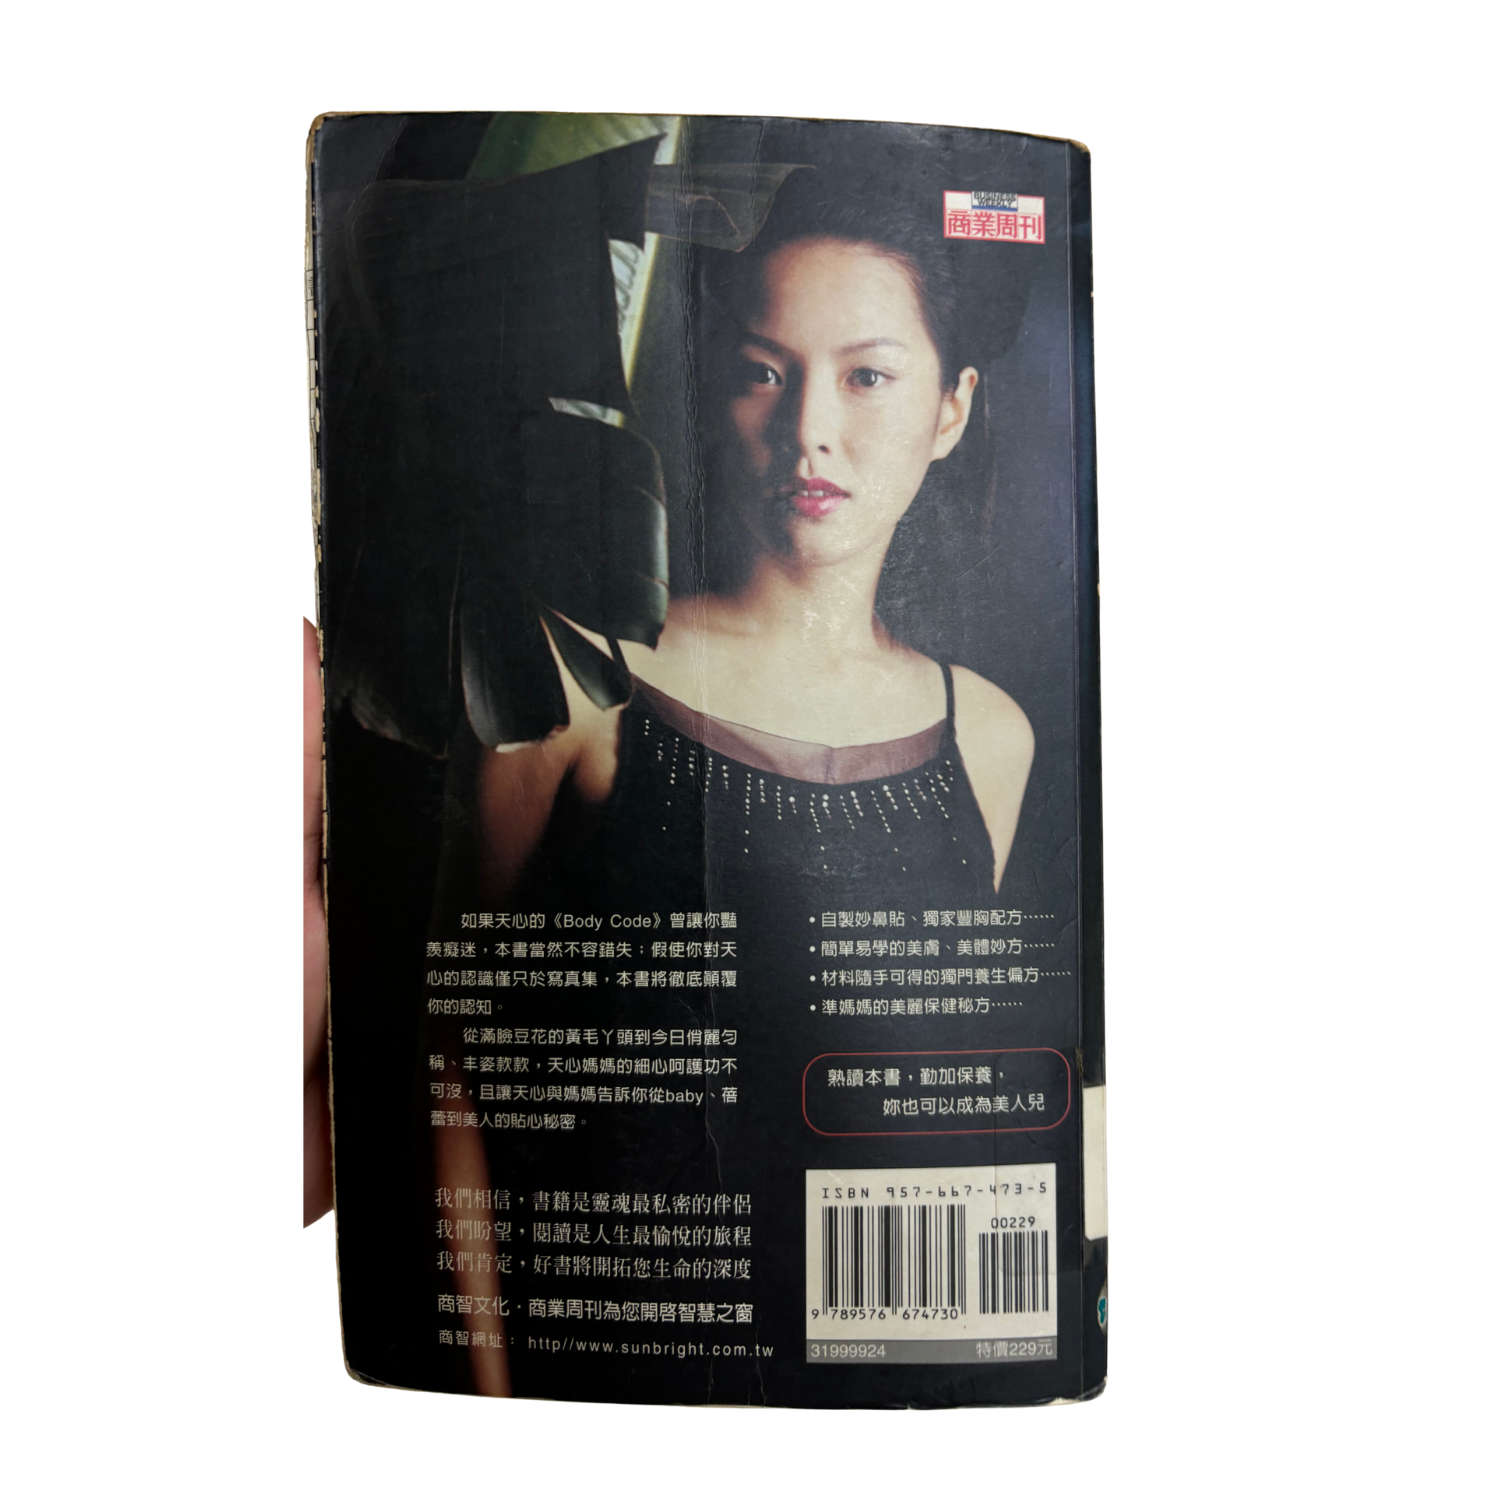 BUSINESS
WEEKLY
商業周刊
如果天心的《Body Code》曾讓你豔
羨癡迷，本書當然不容錯失；假使你對天
心的認識僅只於寫真集，本書將徹底顛覆
你的認知。
從滿臉豆花的黃毛丫頭到今日俏麗勻
稱、丰姿款款，天心媽媽的細心呵護功不
可沒，且讓天心與媽媽告訴你從baby、蓓
蕾到美人的貼心秘密。
•自製妙鼻貼、獨家豐胸配方……
•簡單易學的美膚、美體妙方……
•材料隨手可得的獨門養生偏方……
•準媽媽的美麗保健秘方……
熟讀本書，勤加保養，
妳也可以成為美人兒
我們相信，書籍是靈魂最私密的伴侶
我們盼望，閱讀是人生最愉悅的旅程
我們肯定，好書將開拓您生命的深度
商智文化·商業周刊為您開啓智慧之窗
商智網址：http//www.sunbright.com.tw
ISBN 957-667-473-5
00229
9 789576 674730
31999924 特價229元